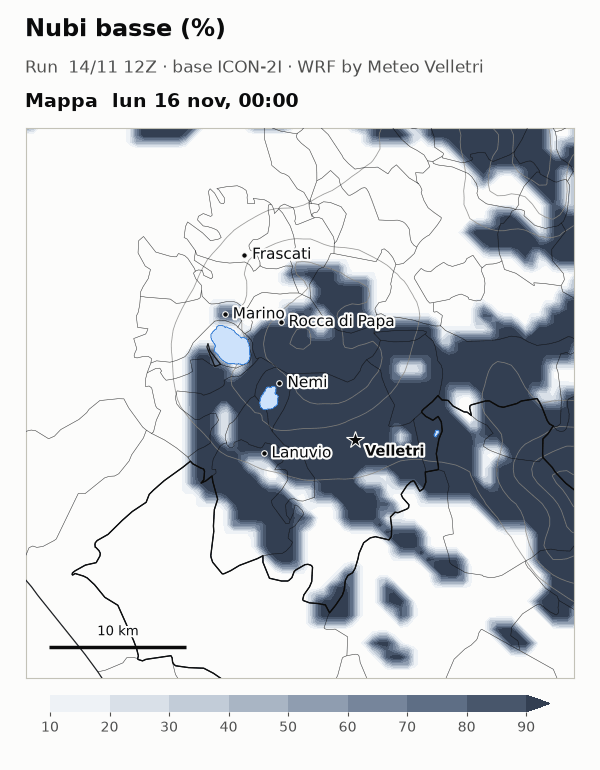 Nubi basse (%)
Run  14/11 12Z · base ICON-2I · WRF by Meteo Velletri
Mappa  lun 16 nov, 00:00
Frascati
Marino
Rocca di Papa
Nemi
Velletri
Lanuvio
10 km
10 20 30 40 50 60 70 80 90